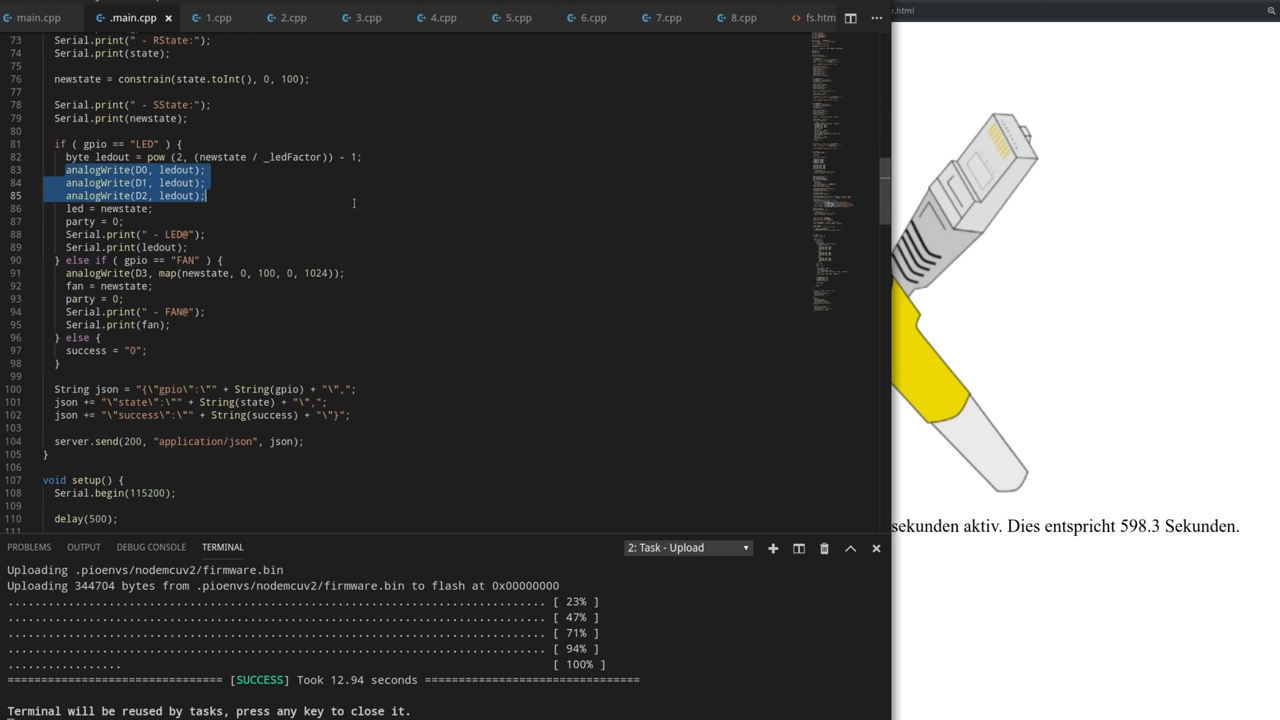 main.cpp .main.cpp × 1.cpp 2.cpp 3.cpp 4.cpp 5.cpp 6.cpp 7.cpp 8.cpp <> fs.htm ...
.html
73 Serial.print(" - RState:");
74 Serial.print(state);
75
76 newstate = constrain(state.toInt(), 0, 100);
77
78 Serial.print(" - SState:");
79 Serial.print(newstate);
80
81 if ( gpio == "LED" ) {
82 byte ledout = pow (2, (newstate / _ledFactor)) - 1;
83 analogWrite(D0, ledout);
84 analogWrite(D1, ledout);
85 analogWrite(D2, ledout);
86 led = newstate;
87 party = 0;
88 Serial.print(" - LED@");
89 Serial.print(ledout);
90 } else if ( gpio == "FAN" ) {
91 analogWrite(D3, map(newstate, 0, 100, 0, 1024));
92 fan = newstate;
93 party = 0;
94 Serial.print(" - FAN@");
95 Serial.print(fan);
96 } else {
97 success = "0";
98 }
99
100 String json = "{\"gpio\":\"" + String(gpio) + "\",";
101 json += "\"state\":\"" + String(state) + "\",";
102 json += "\"success\":\"" + String(success) + "\"}";
103
104 server.send(200, "application/json", json);
105 }
106
107 void setup() {
108 Serial.begin(115200);
109
110 delay(500);
111
sekunden aktiv. Dies entspricht 598.3 Sekunden.
PROBLEMS OUTPUT DEBUG CONSOLE TERMINAL 2: Task - Upload
Uploading .pioenvs/nodemcuv2/firmware.bin
Uploading 344704 bytes from .pioenvs/nodemcuv2/firmware.bin to flash at 0x00000000
................................................................................ [ 23% ]
................................................................................ [ 47% ]
................................................................................ [ 71% ]
................................................................................ [ 94% ]
................ [ 100% ]
============================== [SUCCESS] Took 12.94 seconds ==============================
Terminal will be reused by tasks, press any key to close it.